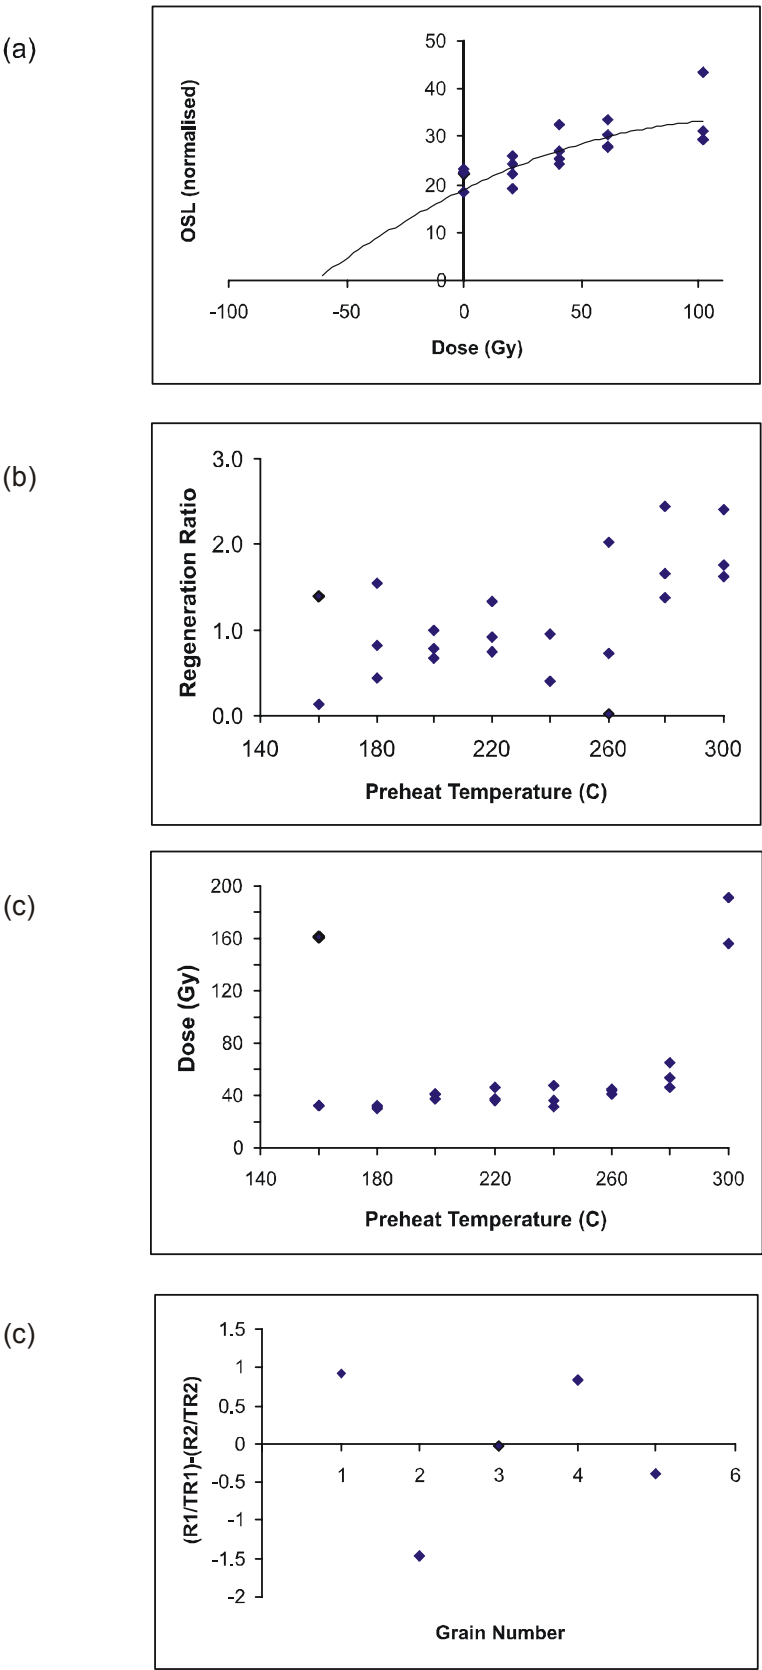 (a)
OSL (normalised)
50
40
30
20
10
0
-100 -50 0 50 100
Dose (Gy)
(b)
Regeneration Ratio
3.0
2.0
1.0
0.0
140 180 220 260 300
Preheat Temperature (C)
(c)
Dose (Gy)
200
160
120
80
40
0
140 180 220 260 300
Preheat Temperature (C)
(c)
(R1/TR1)-(R2/TR2)
1.5
1
0.5
0
-0.5
-1
-1.5
-2
1 2 3 4 5 6
Grain Number